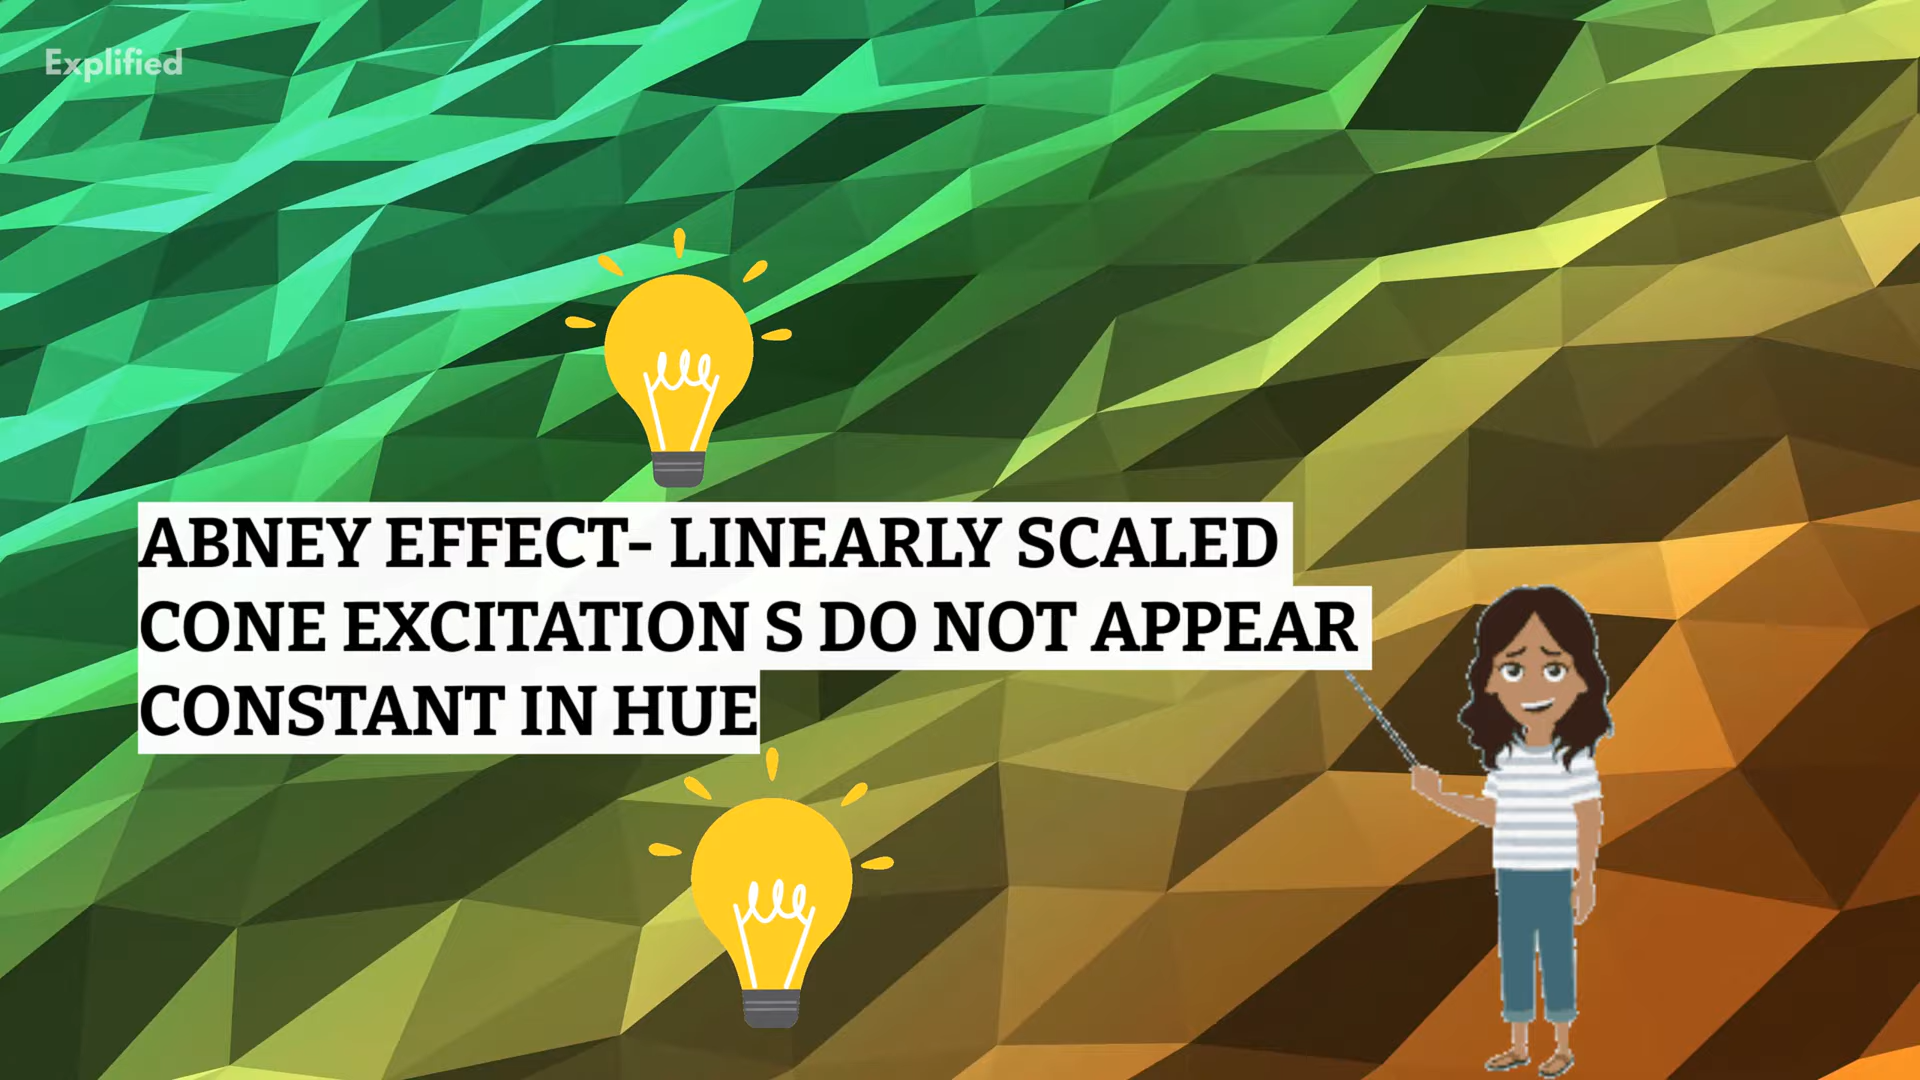 Explified
ABNEY EFFECT- LINEARLY SCALED
CONE EXCITATION S DO NOT APPEAR
CONSTANT IN HUE